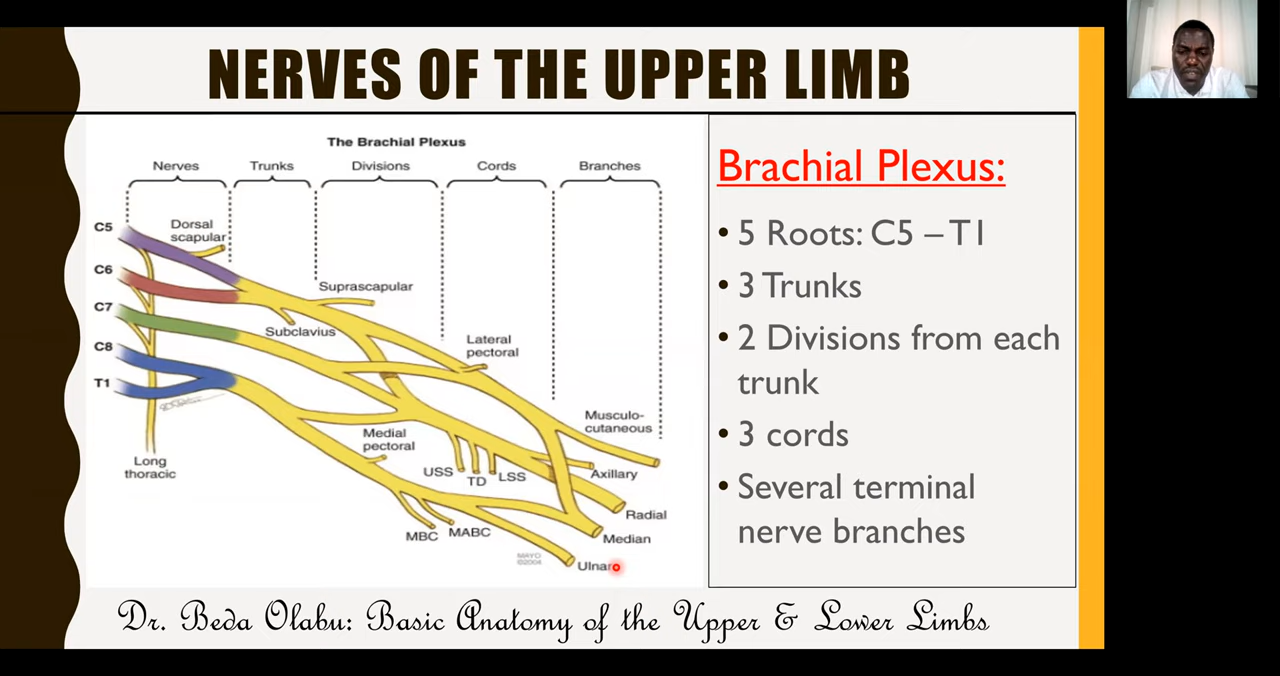 NERVES OF THE UPPER LIMB
The Brachial Plexus
Nerves
Trunks
Divisions
Cords
Branches
C5
C6
C7
C8
T1
Dorsal
scapular
Suprascapular
Subclavius
Lateral
pectoral
Medial
pectoral
Long
thoracic
USS
TD
LSS
MBC
MABC
Musculo-
cutaneous
Axillary
Radial
Median
Ulnar
MAYO
©2004
Brachial Plexus:
• 5 Roots: C5 – T1
• 3 Trunks
• 2 Divisions from each
trunk
• 3 cords
• Several terminal
nerve branches
Dr. Beda Olabu: Basic Anatomy of the Upper & Lower Limbs